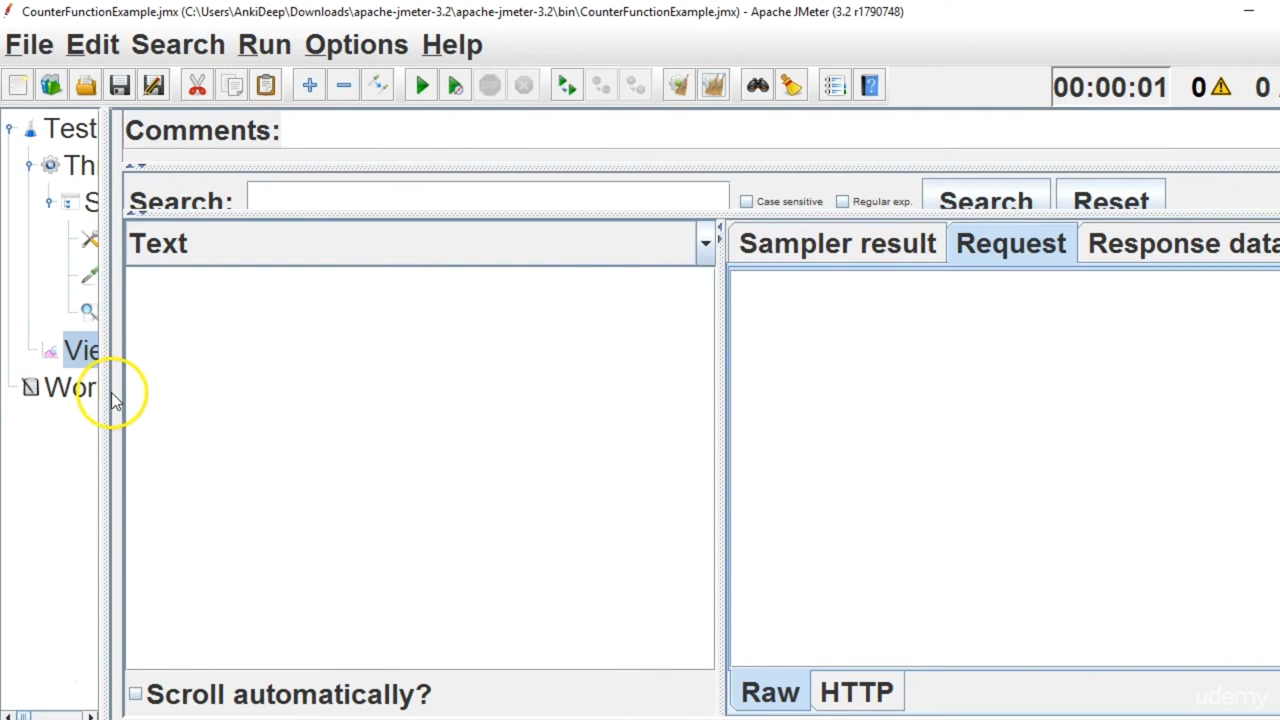 CounterFunctionExample.jmx (C:\Users\AnkiDeep\Downloads\apache-jmeter-3.2\apache-jmeter-3.2\bin\CounterFunctionExample.jmx) - Apache JMeter (3.2 r1790748)
File Edit Search Run Options Help
00:00:01 0 0
Test
Comments:
Th
S
Search: Case sensitive Regular exp. Search Reset
Text
Sampler result Request Response data
Vie
Wor
Scroll automatically?
Raw HTTP
udemy